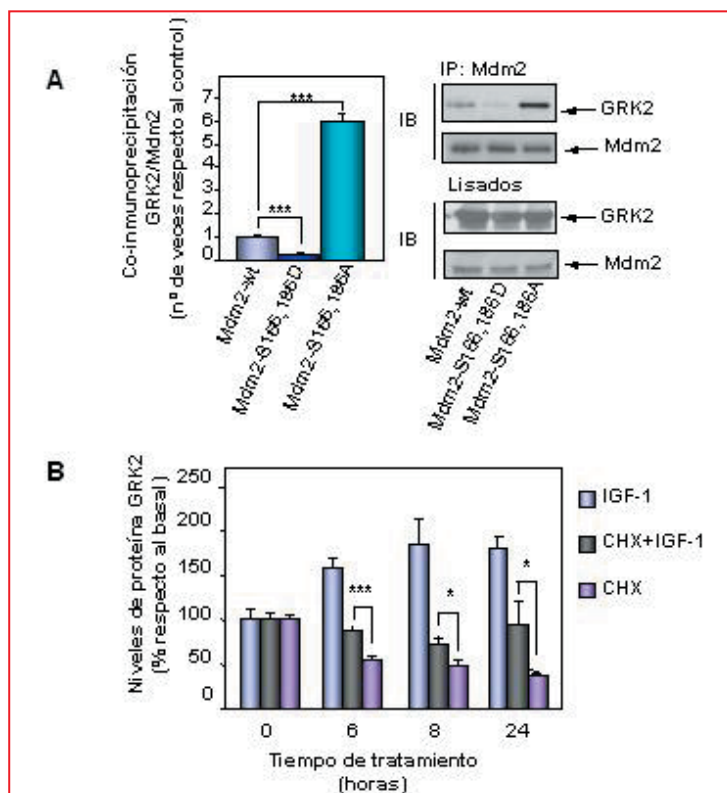 A
Co-inmunoprecipitación
GRK2/Mdm2
(nº de veces respecto al control)
7
6
5
4
3
2
1
0
***
***
Mdm2-wt
Mdm2-S166,186D
Mdm2-S166,186A
IP: Mdm2
IB
GRK2
Mdm2
Lisados
IB
GRK2
Mdm2
Mdm2-wt
Mdm2-S166,186D
Mdm2-S166,186A
B
Niveles de proteína GRK2
(% respecto al basal)
250
200
150
100
50
0
***
*
*
0
6
8
24
Tiempo de tratamiento
(horas)
IGF-1
CHX+IGF-1
CHX